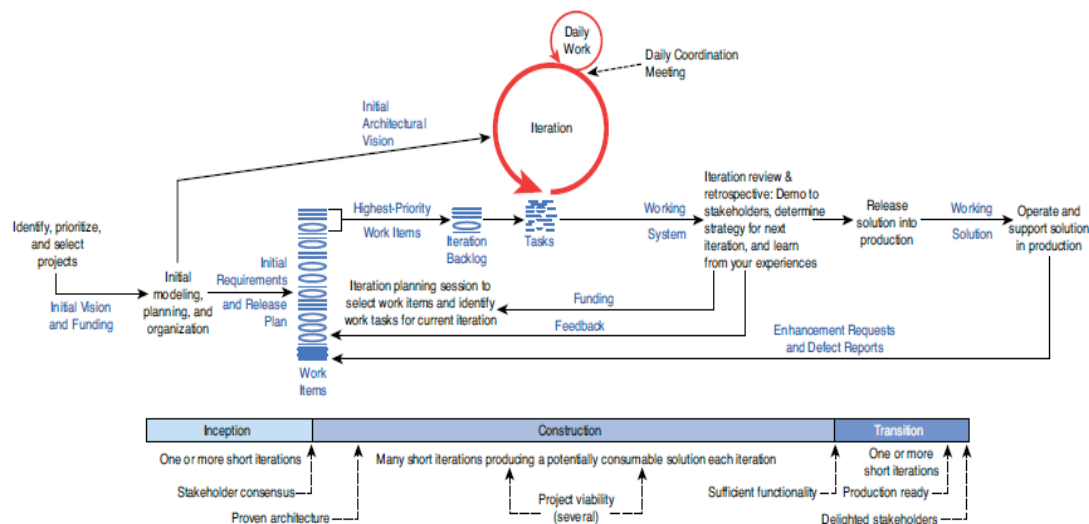 Daily
Work
Daily Coordination
Meeting
Initial
Architectural
Vision
Iteration
Identify, prioritize,
and select
projects
Initial Vision
and Funding
Initial
modeling,
planning, and
organization
Initial
Requirements
and Release
Plan
Highest-Priority
Work Items
Iteration
Backlog
Tasks
Working
System
Iteration review &
retrospective: Demo to
stakeholders, determine
strategy for next
iteration, and learn
from your experiences
Release
solution into
production
Working
Solution
Operate and
support solution
in production
Iteration planning session to
select work items and identify
work tasks for current iteration
Funding
Feedback
Enhancement Requests
and Defect Reports
Work
Items
Inception
Construction
Transition
One or more short iterations
Many short iterations producing a potentially consumable solution each iteration
One or more
short iterations
Stakeholder consensus
Project viability
(several)
Sufficient functionality
Production ready
Proven architecture
Delighted stakeholders